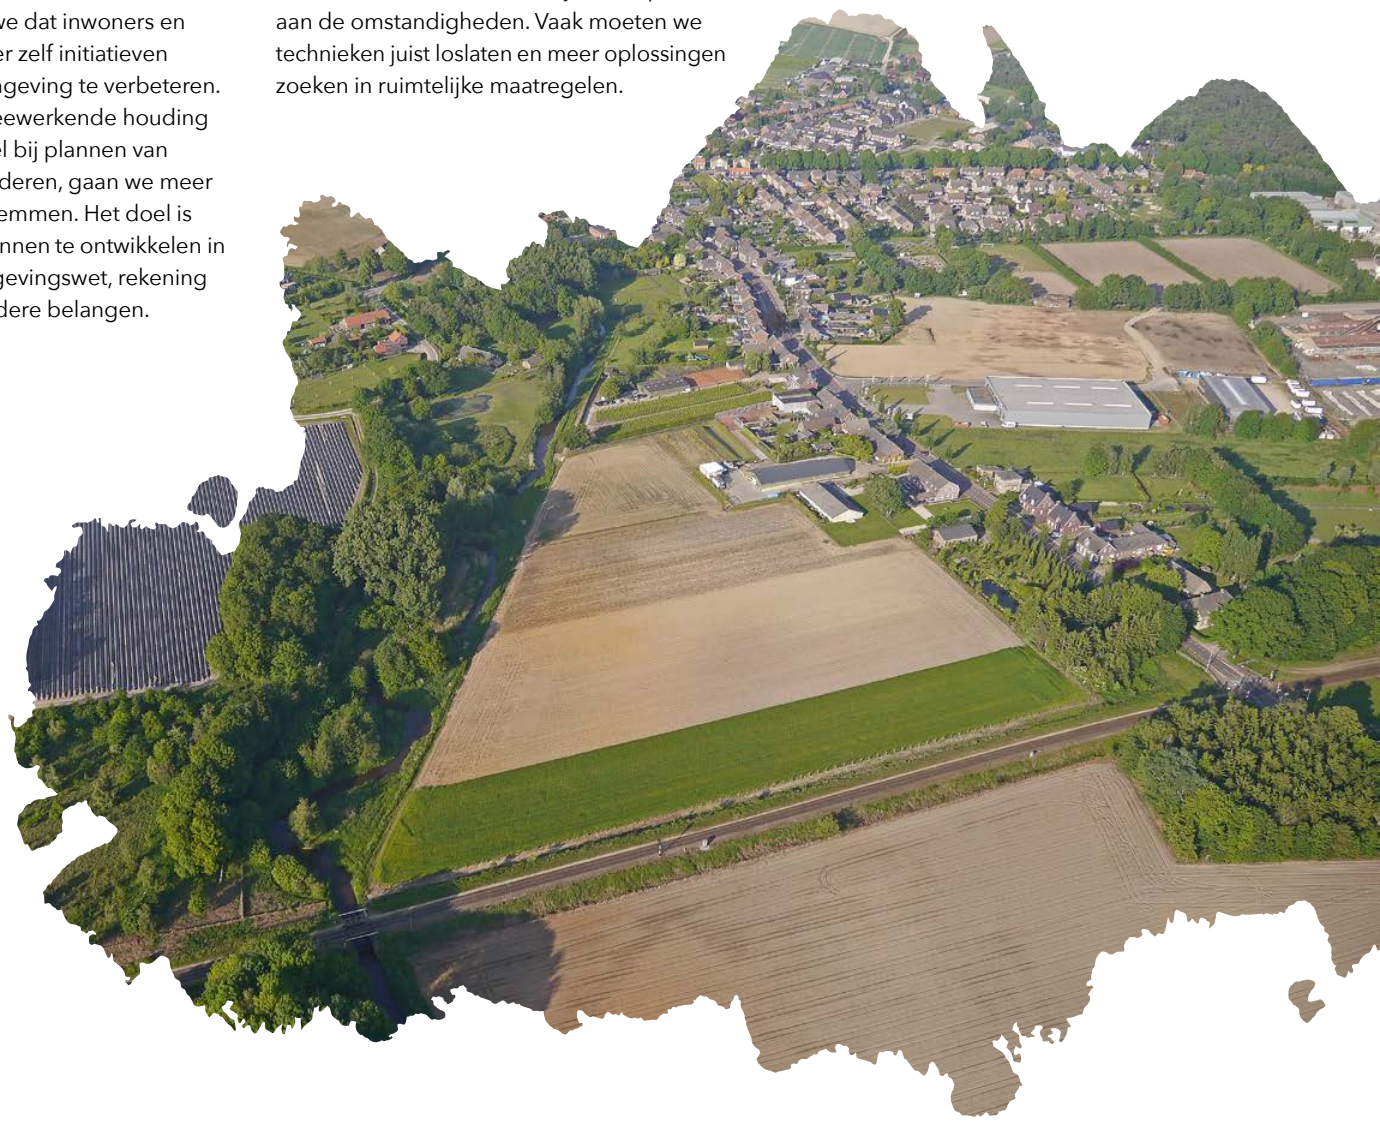 we dat inwoners en
er zelf initiatieven
geving te verbeteren.
eewerkende houding
el bij plannen van
deren, gaan we meer
emmen. Het doel is
nnen te ontwikkelen in
gevingswet, rekening
dere belangen.
aan de omstandigheden. Vaak moeten we
technieken juist loslaten en meer oplossingen
zoeken in ruimtelijke maatregelen.